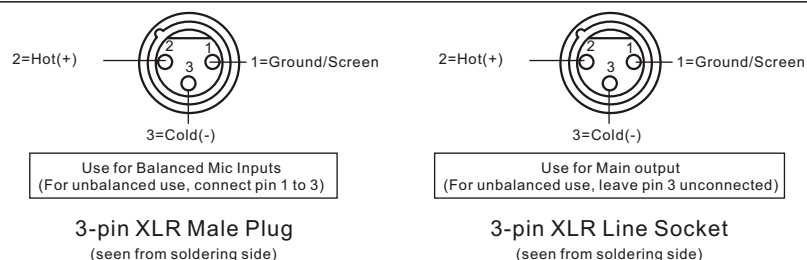 2 1
2=Hot(+) 1=Ground/Screen
3
3=Cold(-)
Use for Balanced Mic Inputs
(For unbalanced use, connect pin 1 to 3)
3-pin XLR Male Plug
(seen from soldering side)
2 1
2=Hot(+) 1=Ground/Screen
3
3=Cold(-)
Use for Main output
(For unbalanced use, leave pin 3 unconnected)
3-pin XLR Line Socket
(seen from soldering side)